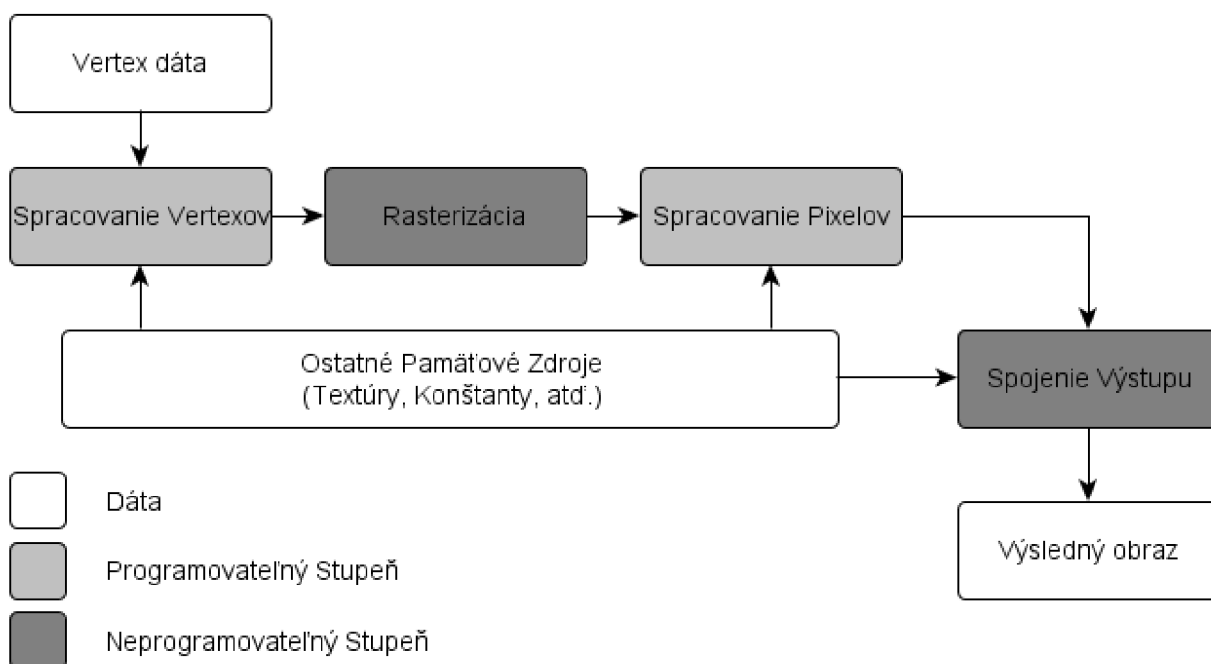 Vertex dáta
Spracovanie Vertexov
Rasterizácia
Spracovanie Pixelov
Ostatné Pamäťové Zdroje
(Textúry, Konštanty, atď.)
Spojenie Výstupu
Dáta
Programovateľný Stupeň
Výsledný obraz
Neprogramovateľný Stupeň